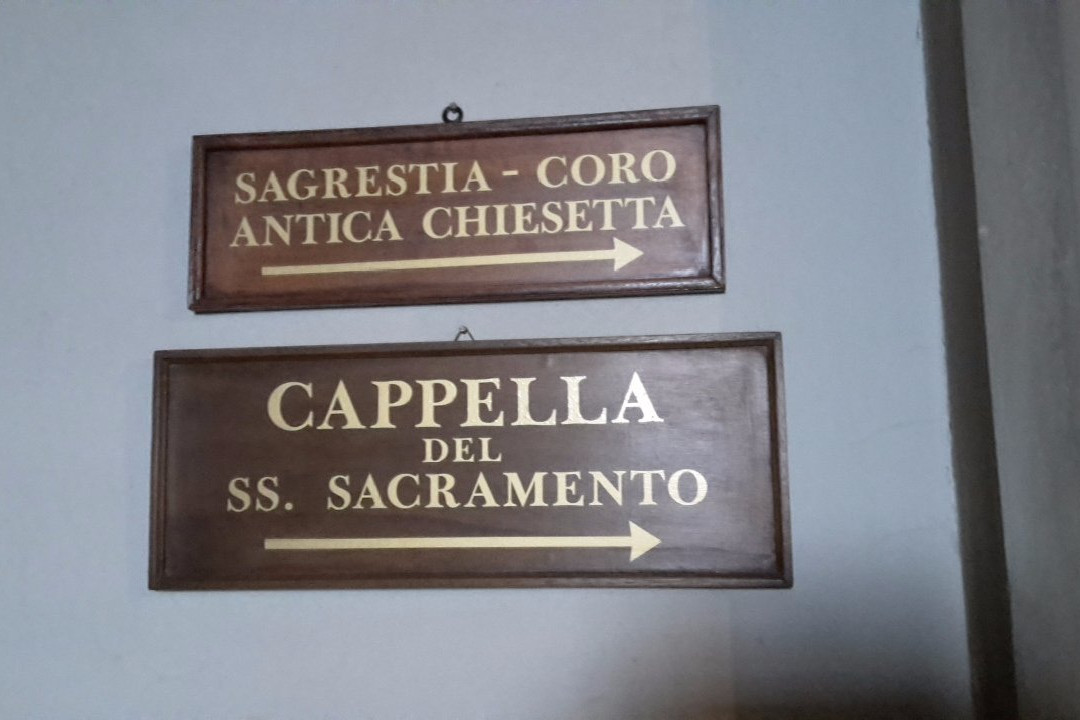 SAGRESTIA - CORO
ANTICA CHIESETTA
CAPPELLA
DEL
SS. SACRAMENTO